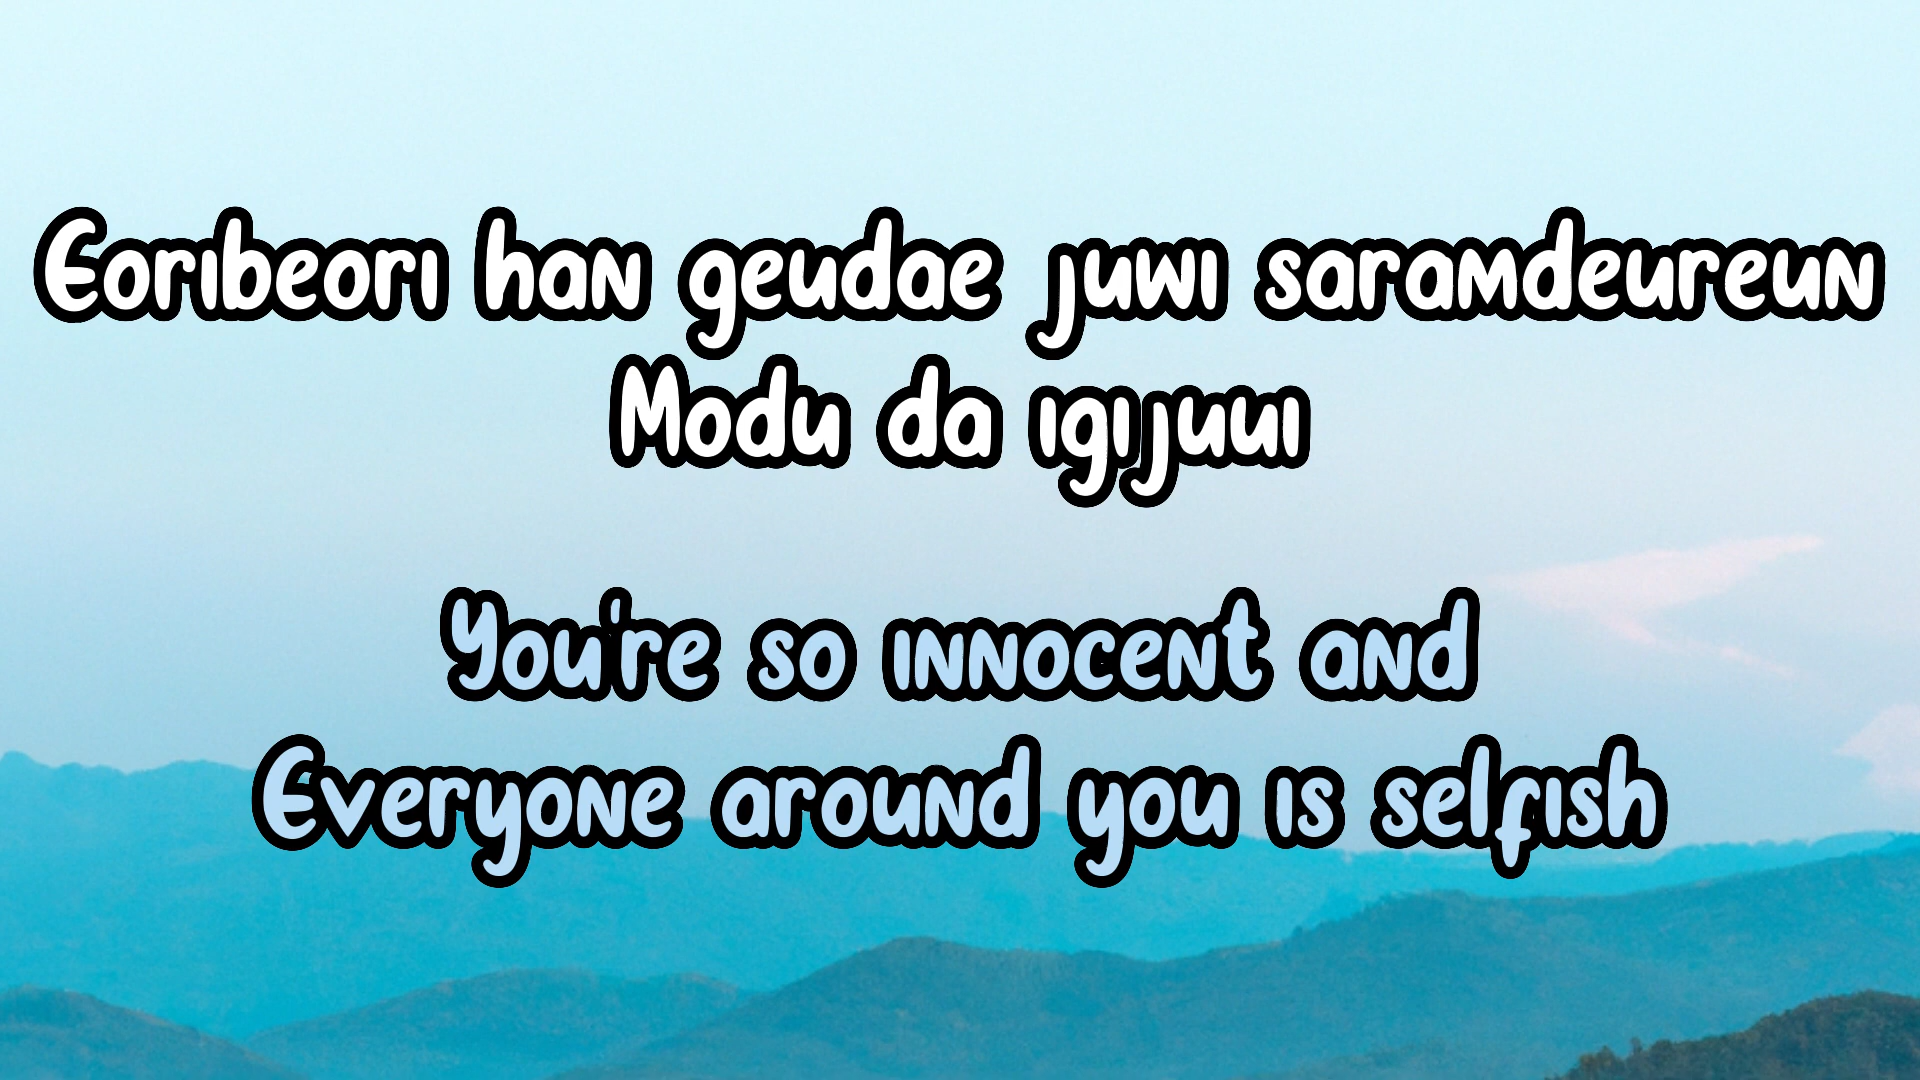 Eoribeori han geudae juwi saramdeureun
Modu da igijuui
You're so innocent and
Everyone around you is selfish